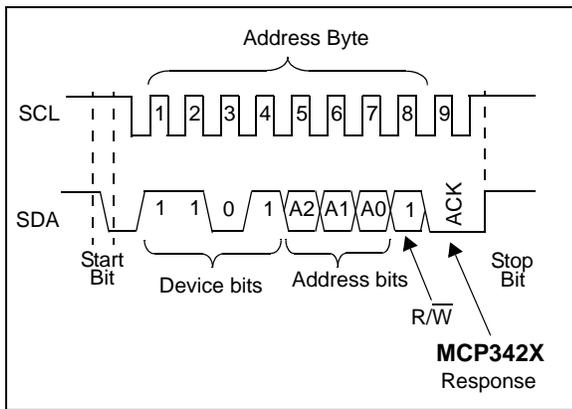 Address Byte
SCL 1 2 3 4 5 6 7 8 9
SDA 1 1 0 1 A2 A1 A0 1 ACK
Start Bit
Device bits
Address bits
Stop Bit
R/W̅
MCP342X
Response